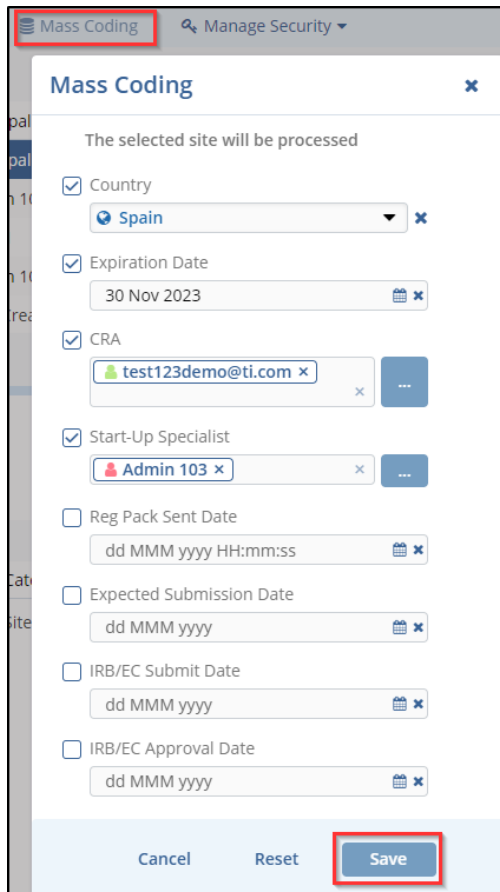 Mass Coding
Manage Security
Mass Coding
The selected site will be processed
Country
Spain
Expiration Date
30 Nov 2023
CRA
test123demo@ti.com ×
...
Start-Up Specialist
Admin 103 ×
...
Reg Pack Sent Date
dd MMM yyyy HH:mm:ss
Expected Submission Date
dd MMM yyyy
IRB/EC Submit Date
dd MMM yyyy
IRB/EC Approval Date
dd MMM yyyy
Cancel Reset Save